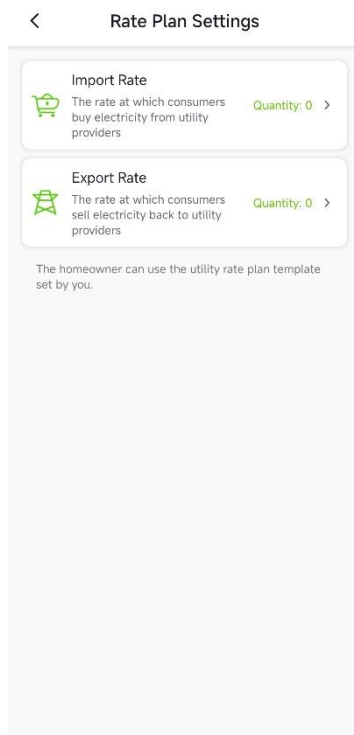 Rate Plan Settings
Import Rate
The rate at which consumers
buy electricity from utility
providers
Quantity: 0
Export Rate
The rate at which consumers
sell electricity back to utility
providers
Quantity: 0
The homeowner can use the utility rate plan template
set by you.